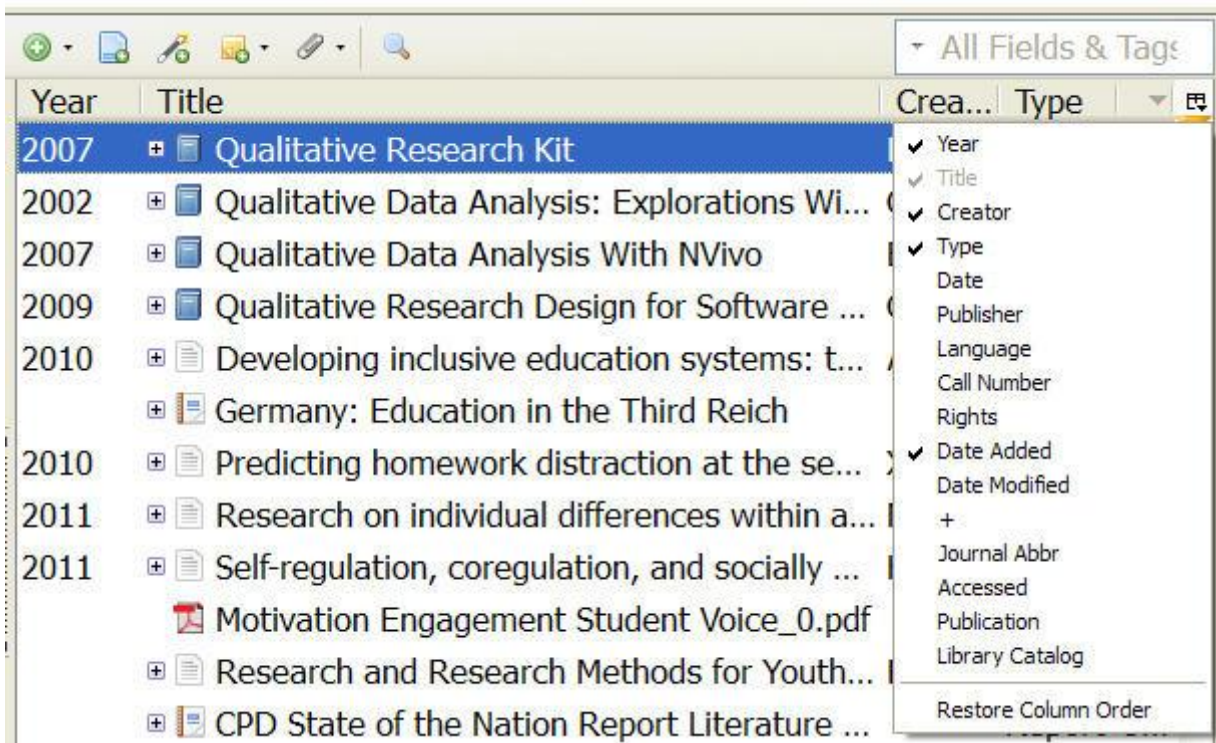 All Fields & Tags
Year Title Crea... Type
2007 Qualitative Research Kit
2002 Qualitative Data Analysis: Explorations Wi...
2007 Qualitative Data Analysis With NVivo
2009 Qualitative Research Design for Software ...
2010 Developing inclusive education systems: t...
Germany: Education in the Third Reich
2010 Predicting homework distraction at the se...
2011 Research on individual differences within a...
2011 Self-regulation, coregulation, and socially ...
Motivation Engagement Student Voice_0.pdf
Research and Research Methods for Youth...
CPD State of the Nation Report Literature ...
Year
Title
Creator
Type
Date
Publisher
Language
Call Number
Rights
Date Added
Date Modified
+
Journal Abbr
Accessed
Publication
Library Catalog
Restore Column Order